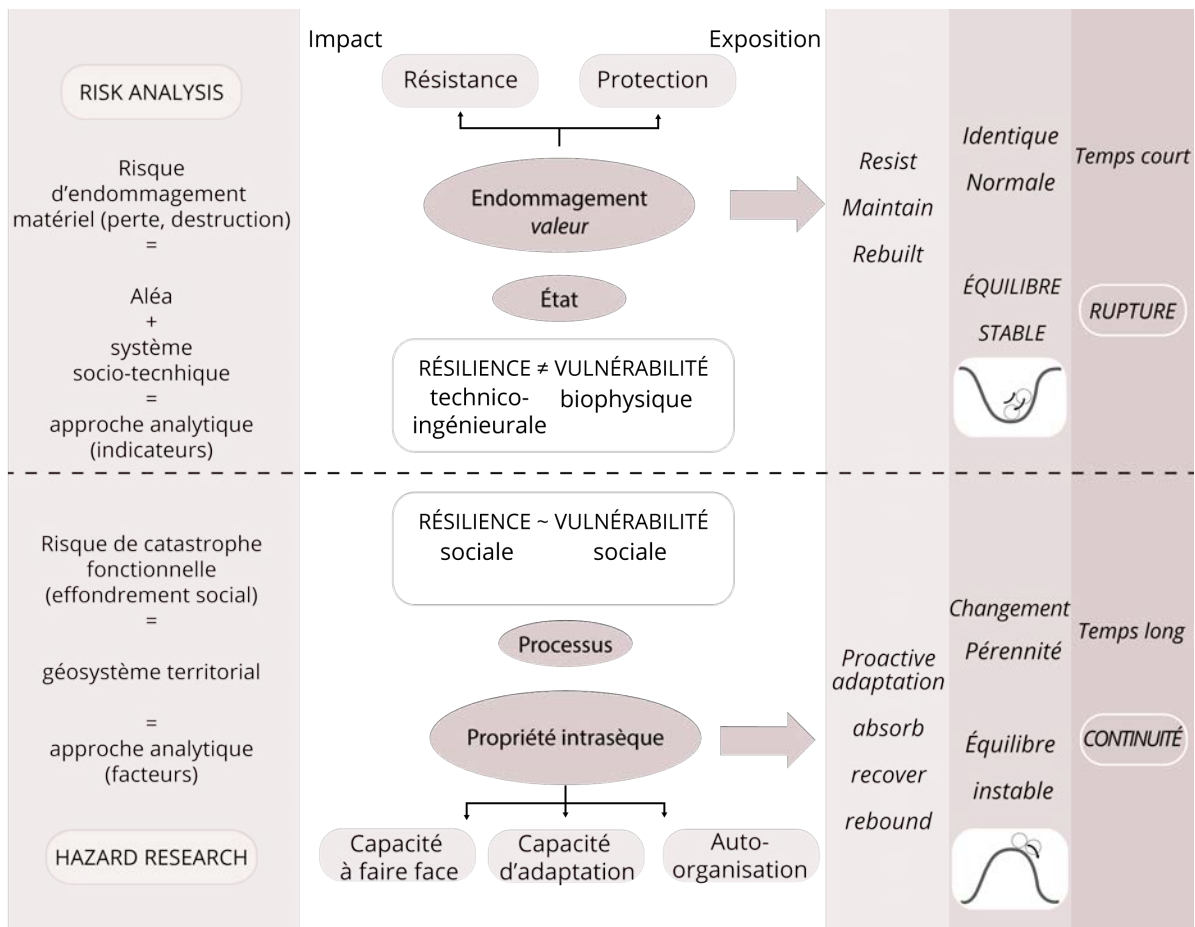 RISK ANALYSIS
Risque
d'endommagement
matériel (perte, destruction)
=
Aléa
+
système
socio-tecnhique
=
approche analytique
(indicateurs)
Impact
Exposition
Résistance
Protection
Endommagement
valeur
État
RÉSILIENCE ≠ VULNÉRABILITÉ
technico-
ingénieurale
biophysique
Resist
Maintain
Rebuilt
Identique
Normale
ÉQUILIBRE
STABLE
Temps court
RUPTURE
Risque de catastrophe
fonctionnelle
(effondrement social)
=
géosystème territorial
=
approche analytique
(facteurs)
HAZARD RESEARCH
RÉSILIENCE ~ VULNÉRABILITÉ
sociale
sociale
Processus
Propriété intrasèque
Capacité
à faire face
Capacité
d'adaptation
Auto-
organisation
Proactive
adaptation
absorb
recover
rebound
Changement
Pérennité
Équilibre
instable
Temps long
CONTINUITÉ